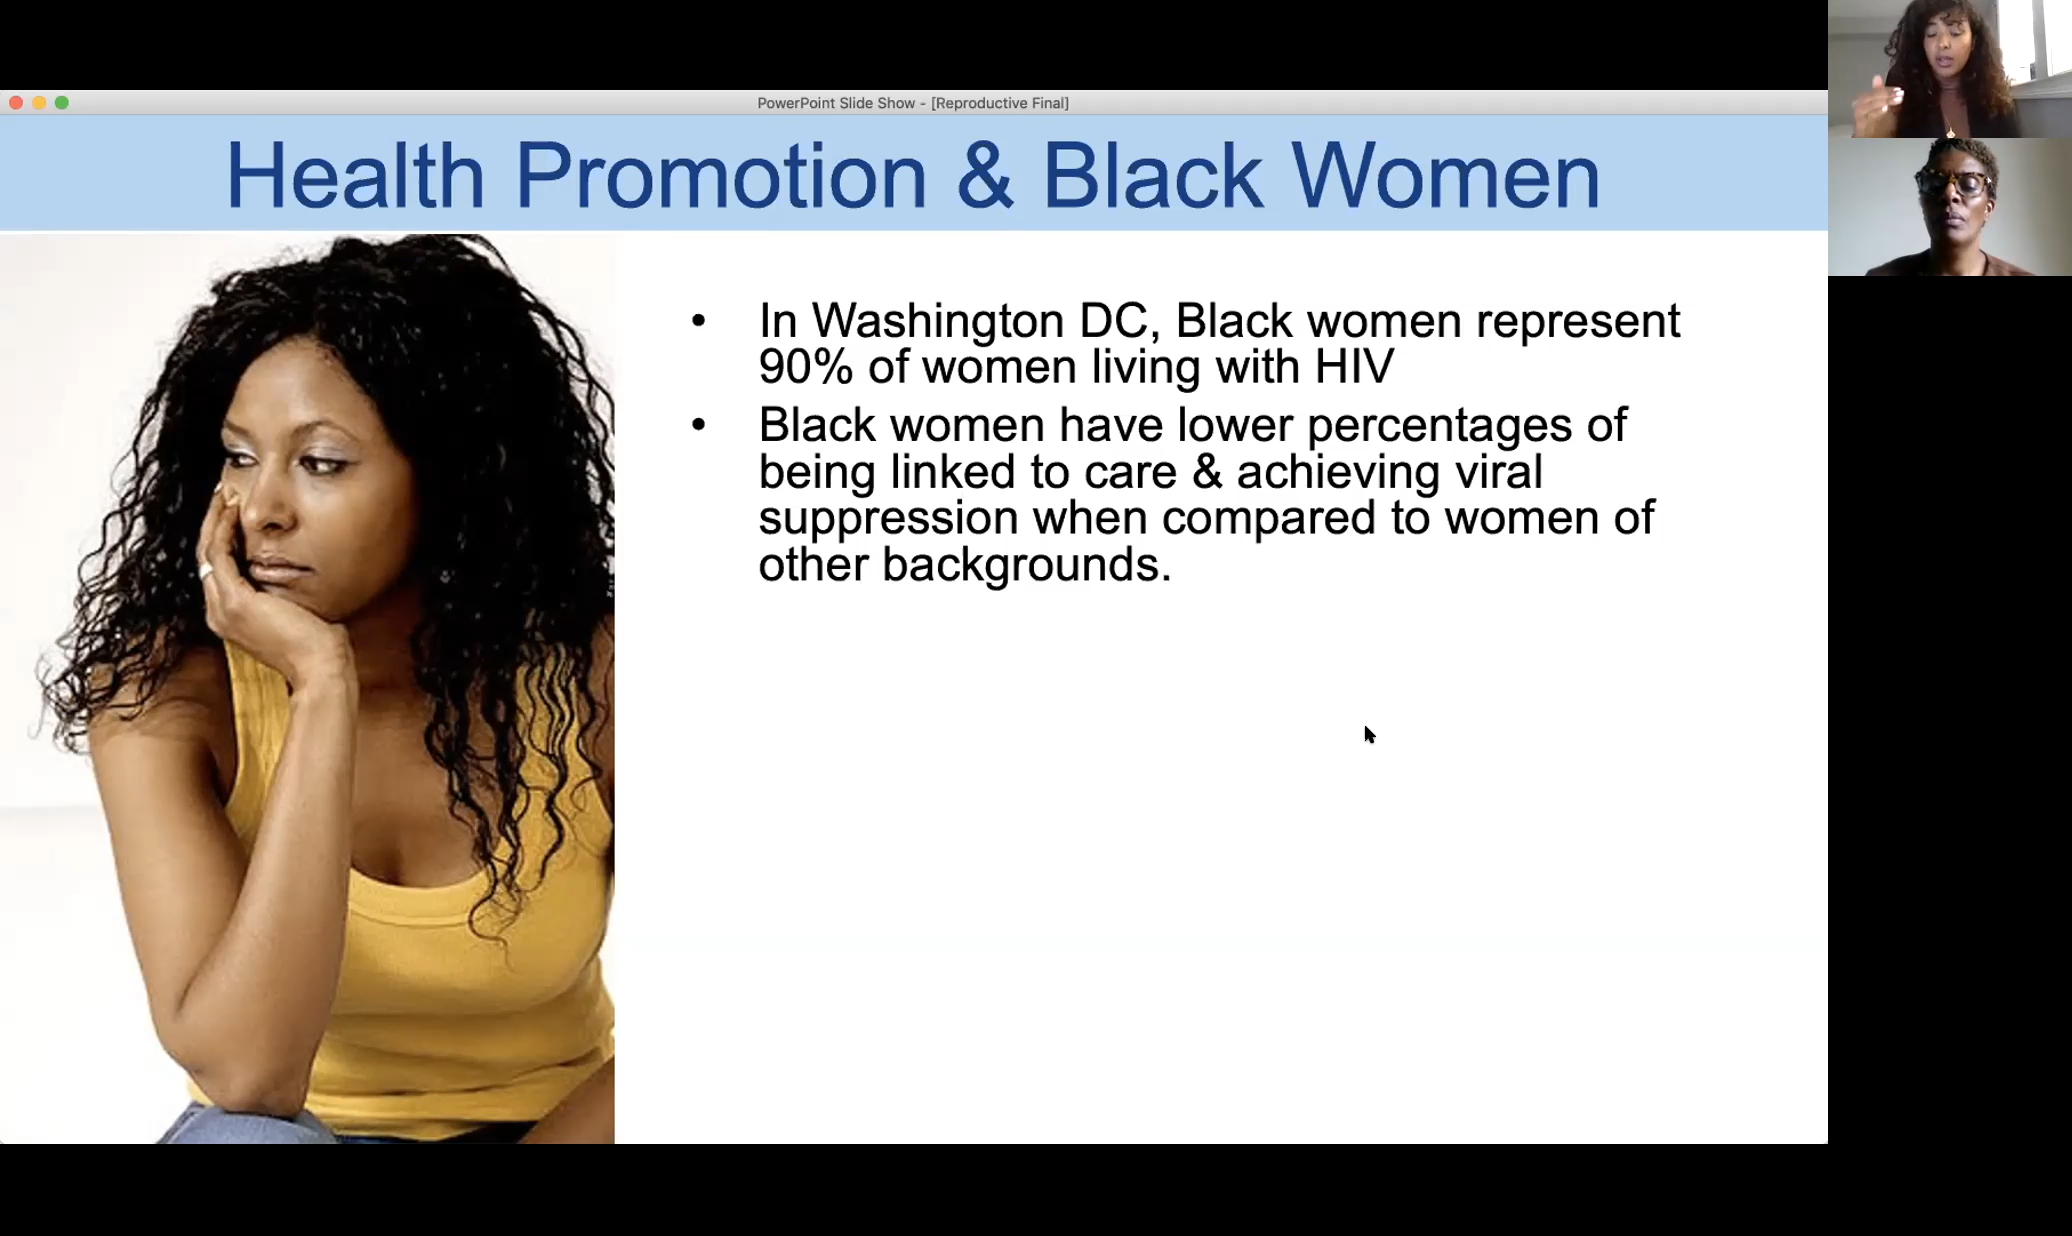 PowerPoint Slide Show - [Reproductive Final]
Health Promotion & Black Women
• In Washington DC, Black women represent
90% of women living with HIV
• Black women have lower percentages of
being linked to care & achieving viral
suppression when compared to women of
other backgrounds.